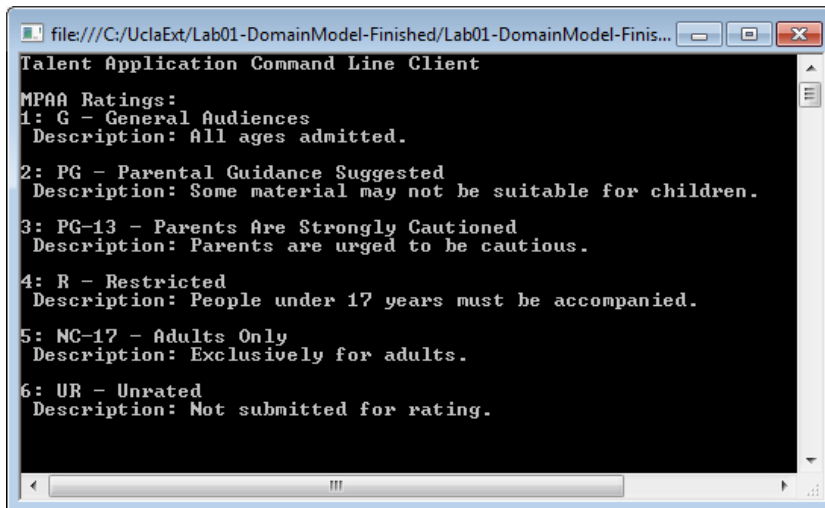 file:///C:/UclaExt/Lab01-DomainModel-Finished/Lab01-DomainModel-Finis...
Talent Application Command Line Client
MPAA Ratings:
1: G - General Audiences
Description: All ages admitted.
2: PG - Parental Guidance Suggested
Description: Some material may not be suitable for children.
3: PG-13 - Parents Are Strongly Cautioned
Description: Parents are urged to be cautious.
4: R - Restricted
Description: People under 17 years must be accompanied.
5: NC-17 - Adults Only
Description: Exclusively for adults.
6: UR - Unrated
Description: Not submitted for rating.